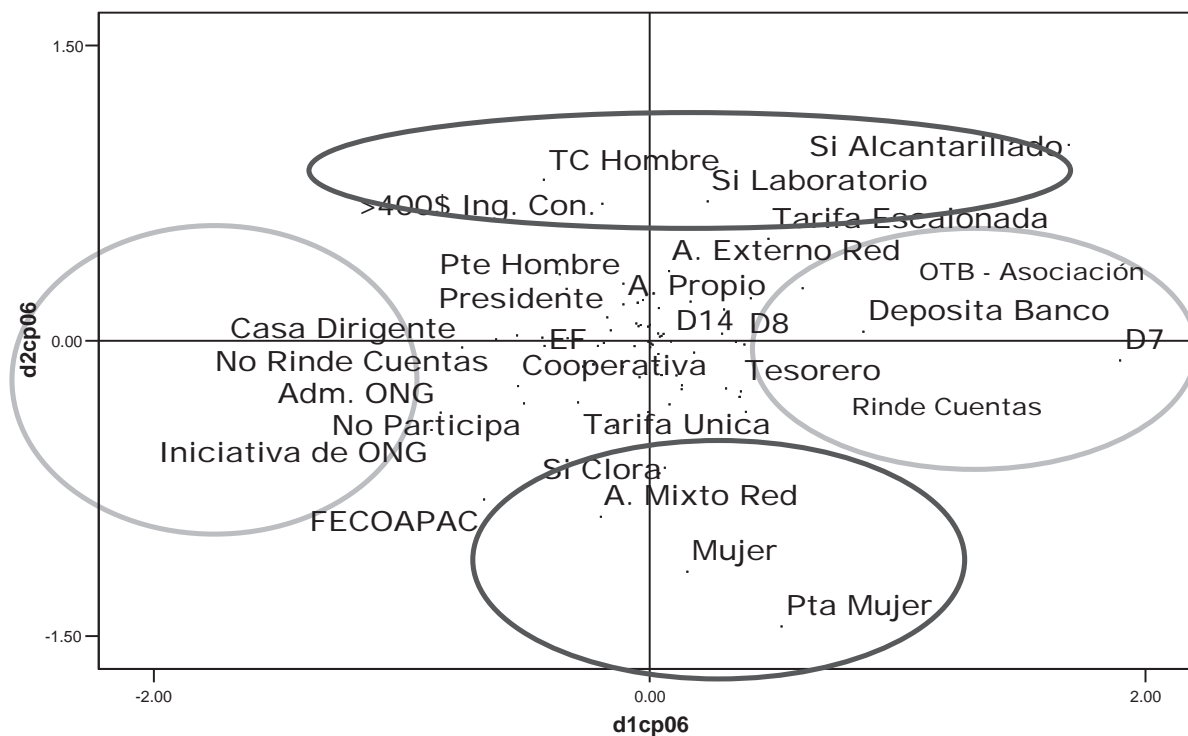 1.50
Si Alcantarillado
TC Hombre
Si Laboratorio
>400$ Ing. Con.
Tarifa Escalonada
A. Externo Red
Pte Hombre
OTB - Asociación
A. Propio
Presidente
Deposita Banco
D14
D8
Casa Dirigente
0.00
EF
D7
d2cp06
No Rinde Cuentas
Cooperativa
Tesorero
Adm. ONG
Rinde Cuentas
No Participa
Tarifa Unica
Iniciativa de ONG
Si Clora
A. Mixto Red
FECOAPAC
Mujer
Pta Mujer
-1.50
-2.00
0.00
2.00
d1cp06